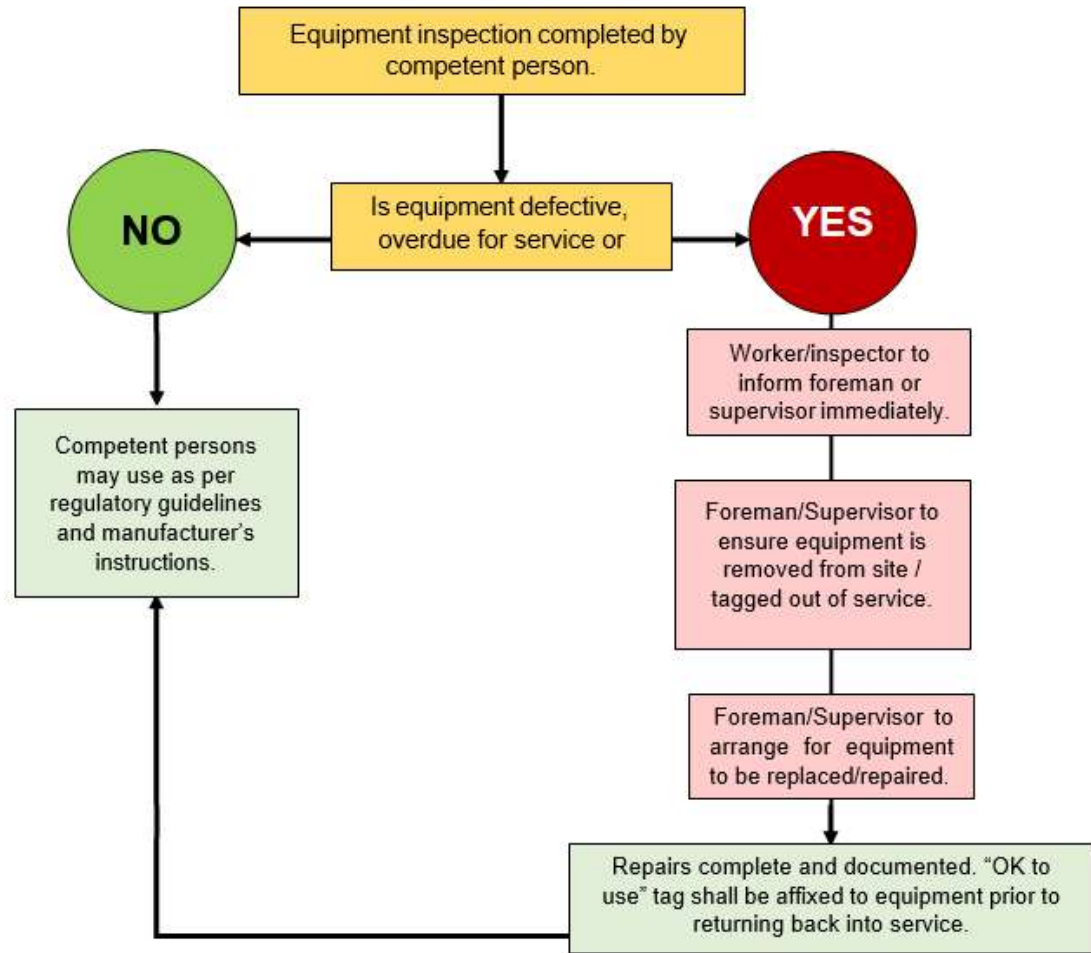 Equipment inspection completed by
competent person.
NO
Is equipment defective,
overdue for service or
YES
Worker/inspector to
inform foreman or
supervisor immediately.
Competent persons
may use as per
regulatory guidelines
and manufacturer's
instructions.
Foreman/Supervisor to
ensure equipment is
removed from site /
tagged out of service.
Foreman/Supervisor to
arrange for equipment
to be replaced/repaired.
Repairs complete and documented. “OK to
use” tag shall be affixed to equipment prior to
returning back into service.